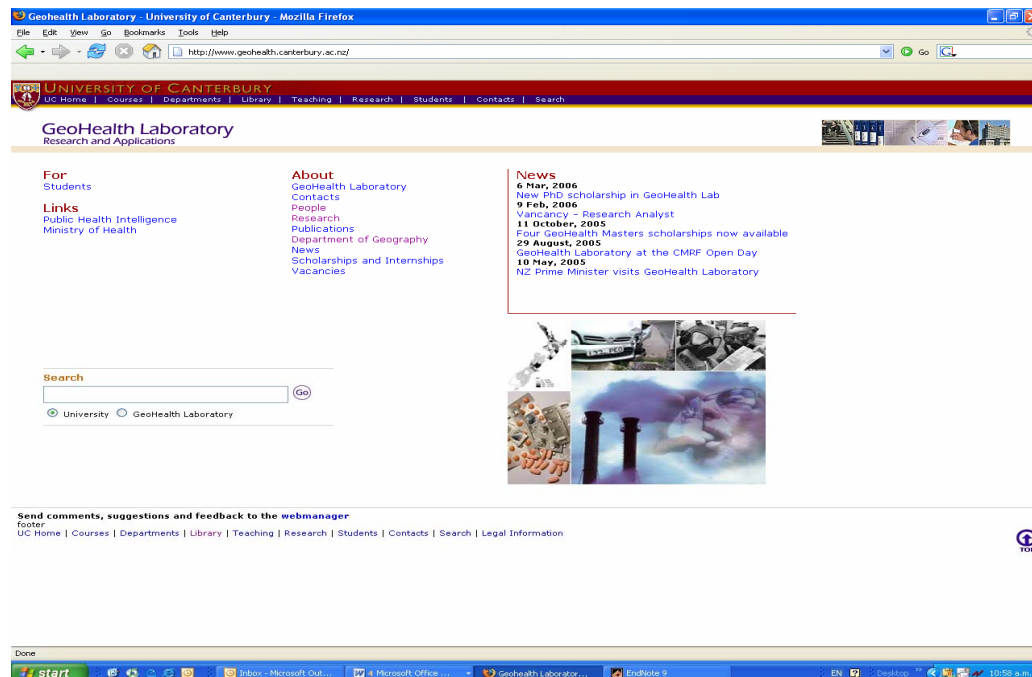 Geohealth Laboratory - University of Canterbury - Mozilla Firefox
File Edit View Go Bookmarks Tools Help
http://www.geohealth.canterbury.ac.nz/ Go
UNIVERSITY OF CANTERBURY
UC Home | Courses | Departments | Library | Teaching | Research | Students | Contacts | Search
GeoHealth Laboratory
Research and Applications
For
Students
Links
Public Health Intelligence
Ministry of Health
About
GeoHealth Laboratory
Contacts
People
Research
Publications
Department of Geography
News
Scholarships and Internships
Vacancies
News
6 Mar, 2006
New PhD scholarship in GeoHealth Lab
9 Feb, 2006
Vancancy - Research Analyst
11 October, 2005
Four GeoHealth Masters scholarships now available
29 August, 2005
GeoHealth Laboratory at the CMRF Open Day
10 May, 2005
NZ Prime Minister visits GeoHealth Laboratory
Search
Go
University GeoHealth Laboratory
Send comments, suggestions and feedback to the webmanager
footer
UC Home | Courses | Departments | Library | Teaching | Research | Students | Contacts | Search | Legal Information
Done
start Inbox - Microsoft Out... 4 Microsoft Office ... Geohealth Laborator... EndNote 9 EN Desktop 10:58 a.m.